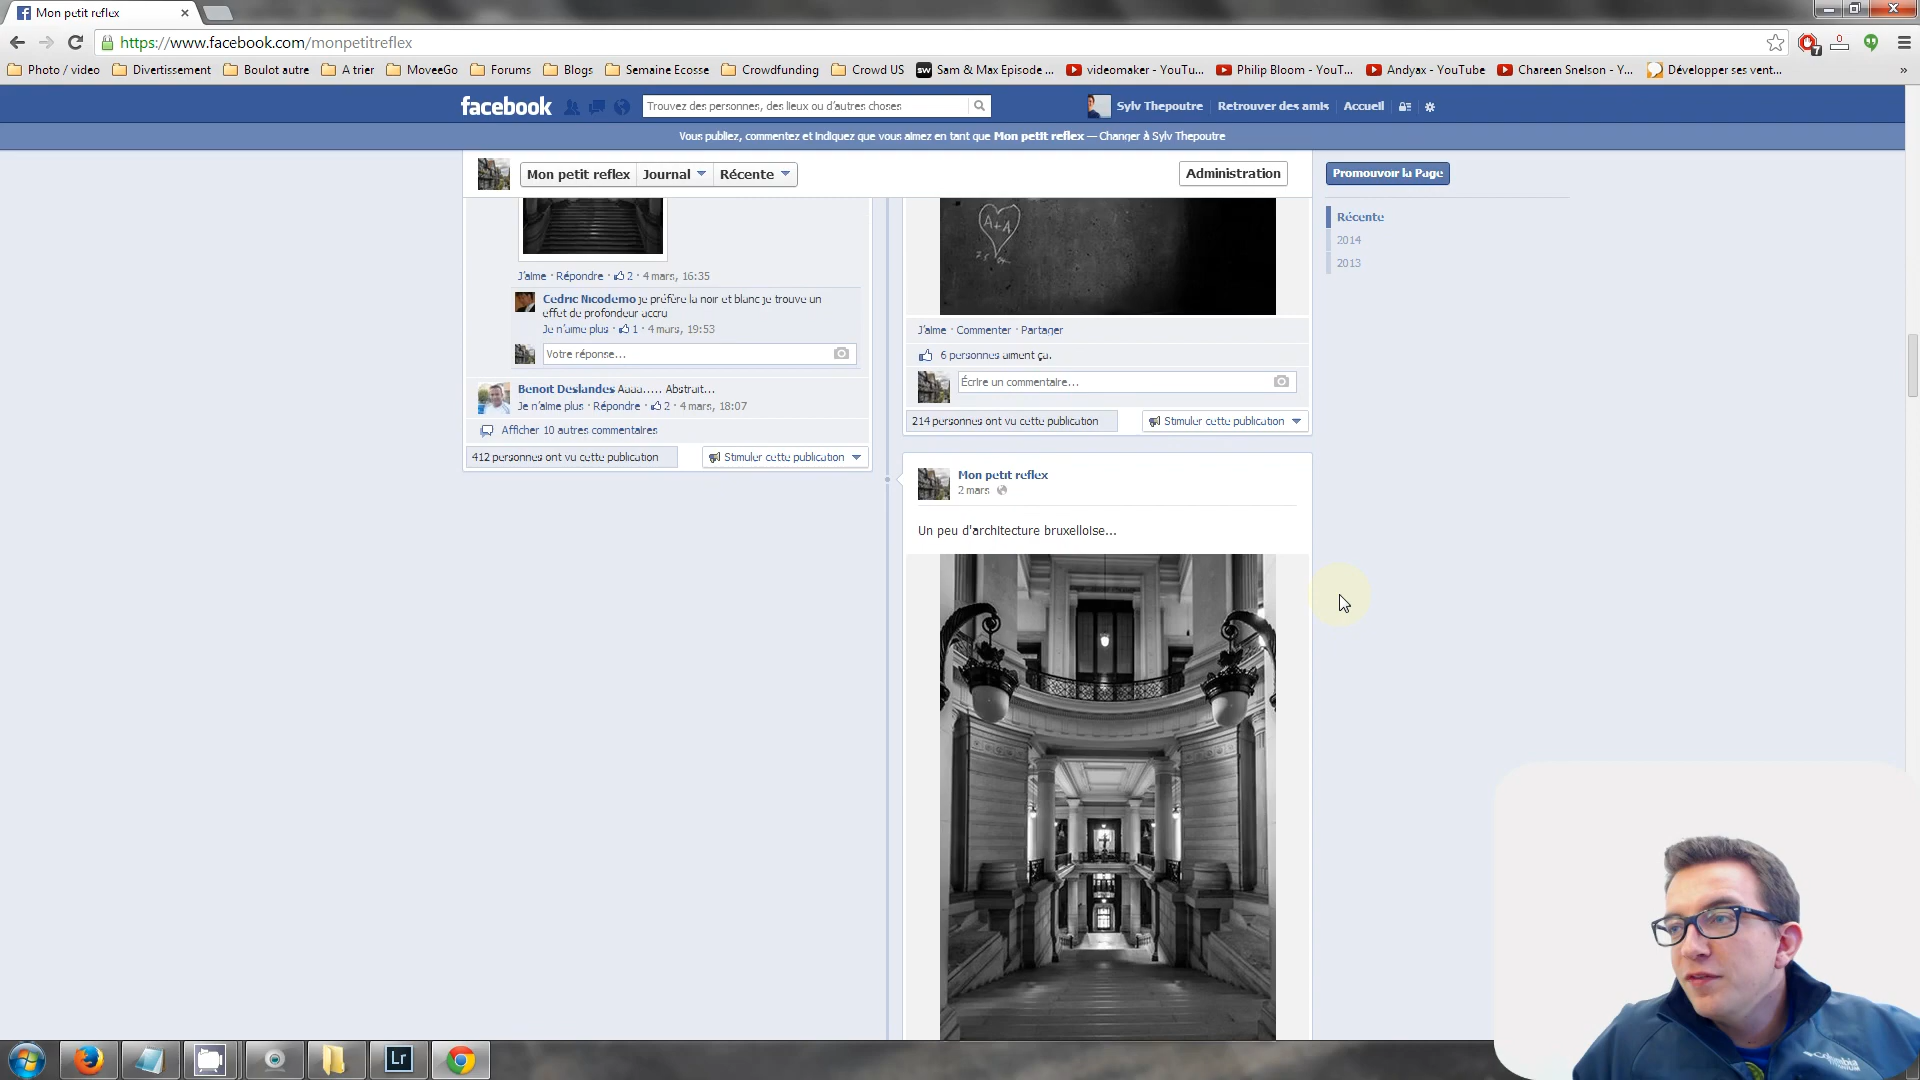 Mon petit reflex
https://www.facebook.com/monpetitreflex
0
7
Photo / video
Divertissement
Boulot autre
A trier
MoveeGo
Forums
Blogs
Semaine Ecosse
Crowdfunding
Crowd US
SW Sam & Max Episode ...
videomaker - YouTu...
Philip Bloom - YouT...
Andyax - YouTube
Chareen Snelson - Y...
Développer ses vent...
»
facebook
Trouvez des personnes, des lieux ou d'autres choses
Sylv Thepoutre
Retrouver des amis
Accueil
Vous publiez, commentez et indiquez que vous aimez en tant que Mon petit reflex — Changer à Sylv Thepoutre
Mon petit reflex
Journal
Récente
Administration
Promouvoir la Page
Récente
2014
2013
J'aime · Répondre · 2 · 4 mars, 16:35
Cedric Nicodemo je préfère la noir et blanc je trouve un
effet de profondeur accru
Je n'aime plus · 1 · 4 mars, 19:53
Votre réponse...
Benoit Deslandes Aaaa..... Abstrait...
Je n'aime plus · Répondre · 2 · 4 mars, 18:07
Afficher 10 autres commentaires
412 personnes ont vu cette publication
Stimuler cette publication
A+A
J'aime · Commenter · Partager
6 personnes aiment ça.
Écrire un commentaire...
214 personnes ont vu cette publication
Stimuler cette publication
Mon petit reflex
2 mars
Un peu d'architecture bruxelloise...
Lr
Columbia